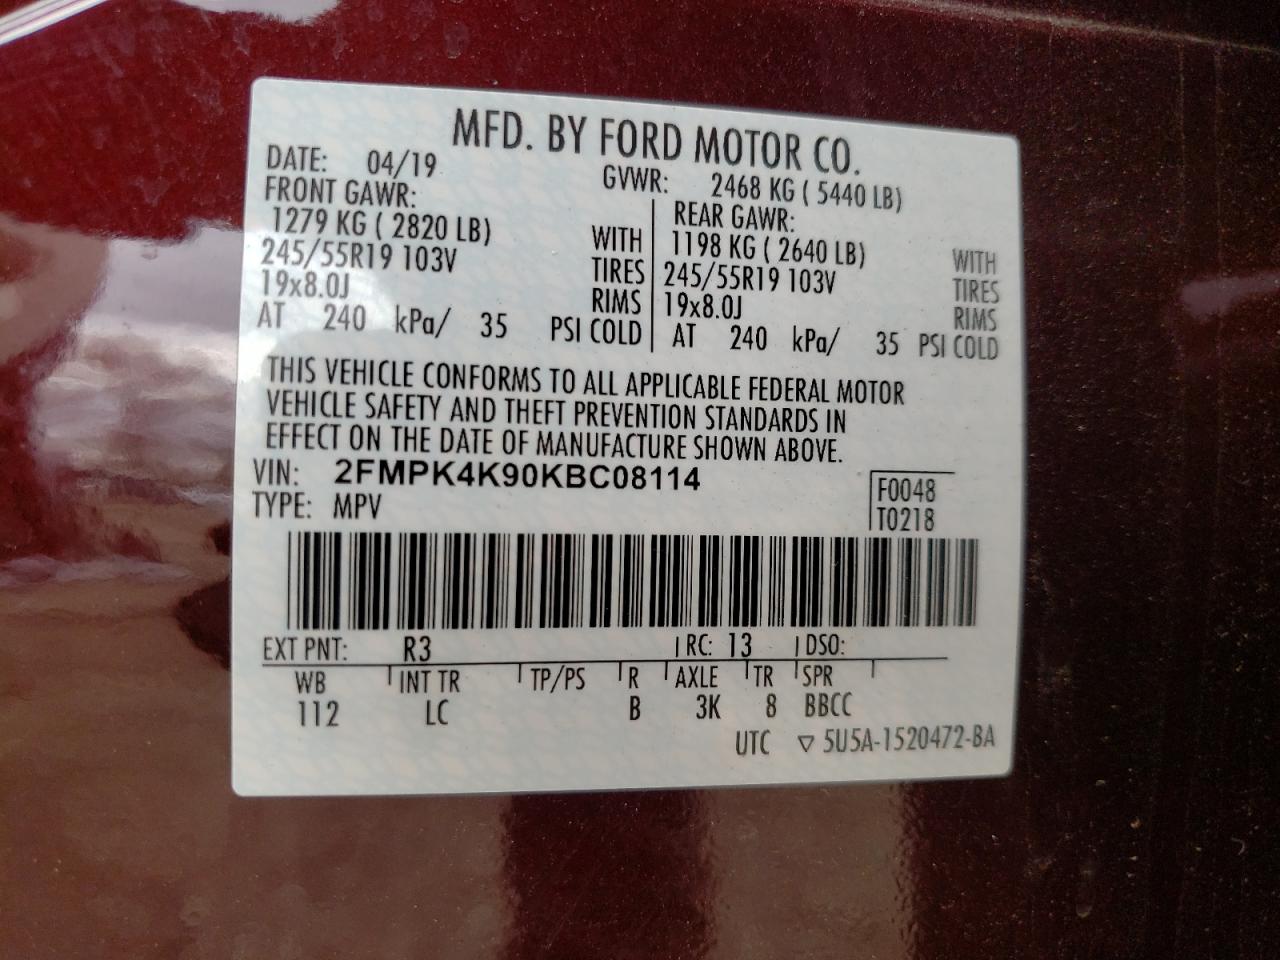 MFD. BY FORD MOTOR CO.
DATE: 04/19 GVWR: 2468 KG ( 5440 LB)
FRONT GAWR: REAR GAWR:
1279 KG ( 2820 LB) WITH 1198 KG ( 2640 LB) WITH
245/55R19 103V TIRES 245/55R19 103V TIRES
19x8.0J RIMS 19x8.0J RIMS
AT 240 kPa/ 35 PSI COLD AT 240 kPa/ 35 PSI COLD
THIS VEHICLE CONFORMS TO ALL APPLICABLE FEDERAL MOTOR
VEHICLE SAFETY AND THEFT PREVENTION STANDARDS IN
EFFECT ON THE DATE OF MANUFACTURE SHOWN ABOVE.
VIN: 2FMPK4K90KBC08114 F0048
TYPE: MPV T0218
EXT PNT: R3 RC: 13 DSO:
WB INT TR TP/PS R AXLE TR SPR
112 LC B 3K 8 BBCC
UTC ▽ 5U5A-1520472-BA